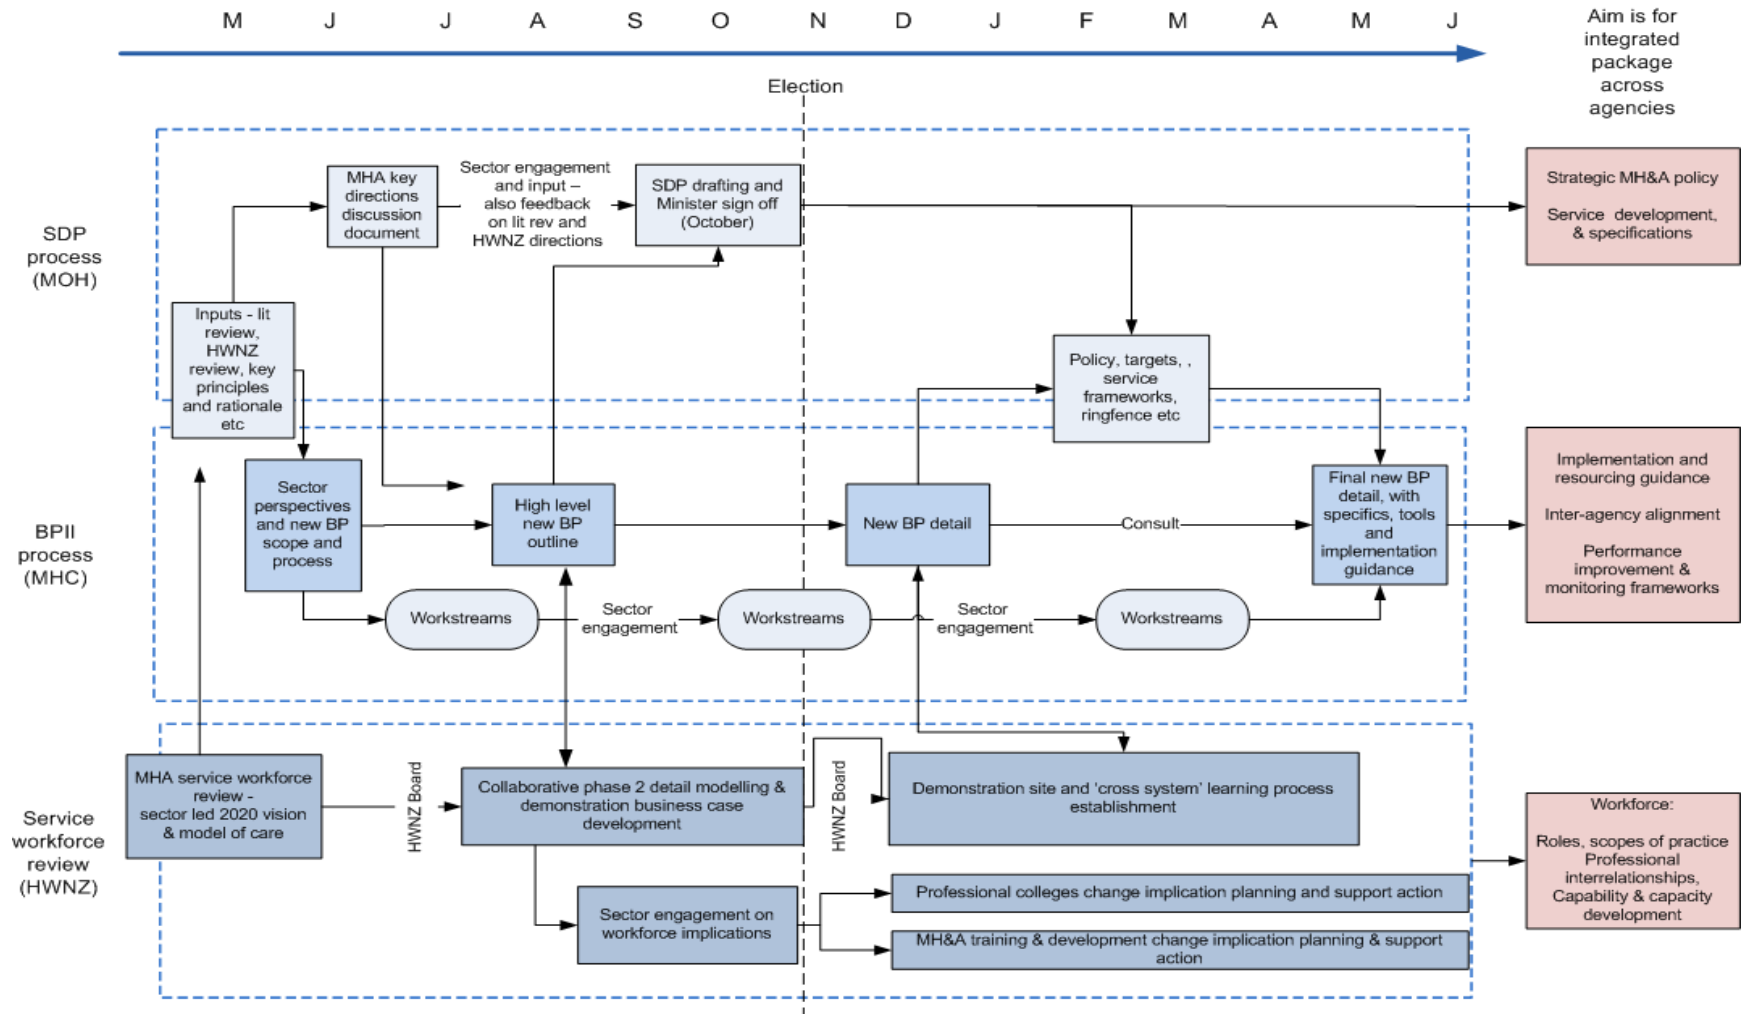 M J J A S O N D J F M A M J
Aim is for
integrated
package
across
agencies
Election
SDP
process
(MOH)
Inputs - lit
review,
HWNZ
review, key
principles
and rationale
etc
MHA key
directions
discussion
document
Sector engagement
and input –
also feedback
on lit rev and
HWNZ directions
SDP drafting and
Minister sign off
(October)
Policy, targets, ,
service
frameworks,
ringfence etc
Strategic MH&A policy
Service development,
& specifications
BPII
process
(MHC)
Sector
perspectives
and new BP
scope and
process
High level
new BP
outline
New BP detail
Consult
Final new BP
detail, with
specifics, tools
and
implementation
guidance
Workstreams
Sector
engagement
Workstreams
Sector
engagement
Workstreams
Implementation and
resourcing guidance
Inter-agency alignment
Performance
improvement &
monitoring frameworks
Service
workforce
review
(HWNZ)
MHA service workforce
review -
sector led 2020 vision
& model of care
HWNZ Board
Collaborative phase 2 detail modelling &
demonstration business case
development
HWNZ Board
Demonstration site and 'cross system' learning process
establishment
Sector engagement on
workforce implications
Professional colleges change implication planning and support action
MH&A training & development change implication planning & support
action
Workforce:
Roles, scopes of practice
Professional
interrelationships,
Capability & capacity
development